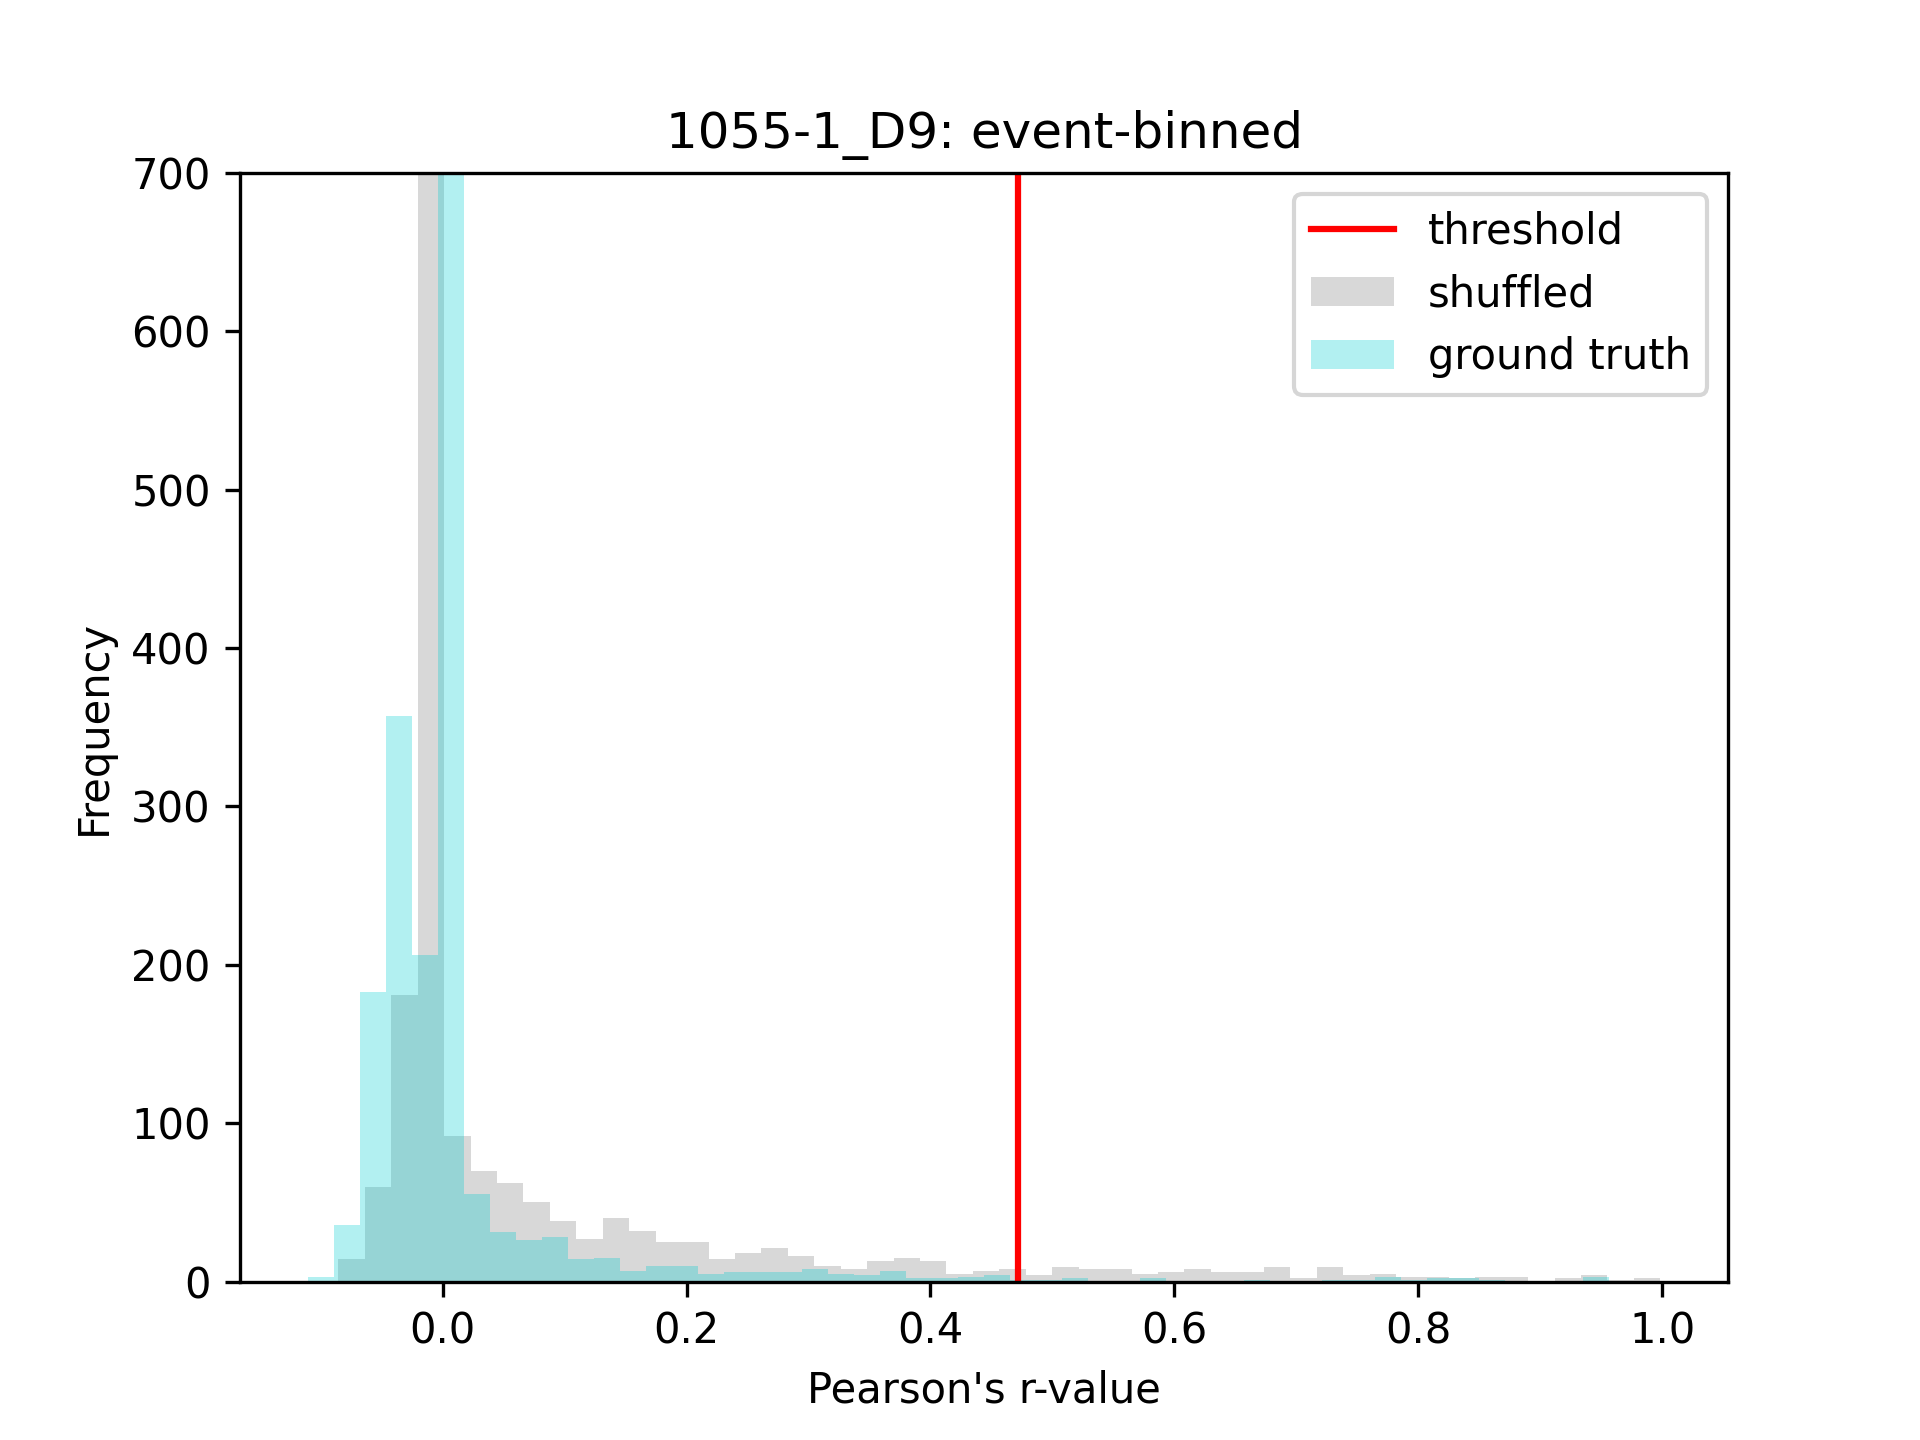 1055-1_D9: event-binned
700
600
500
400
300
200
100
0
Frequency
threshold
shuffled
ground truth
0.0 0.2 0.4 0.6 0.8 1.0
Pearson's r-value